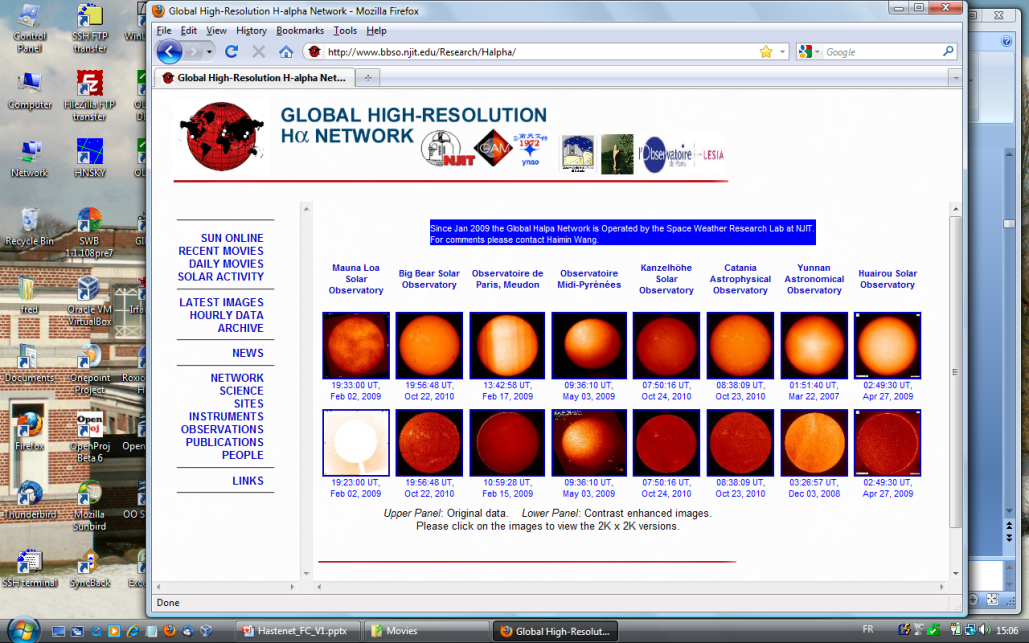 Global High-Resolution H-alpha Network - Mozilla Firefox
File Edit View History Bookmarks Tools Help
http://www.bbso.njit.edu/Research/Halpha/
Google
Global High-Resolution H-alpha Net...
GLOBAL HIGH-RESOLUTION
Hα NETWORK
NJIT
1972
ynao
l'Observatoire
de Paris
LESIA
SUN ONLINE
RECENT MOVIES
DAILY MOVIES
SOLAR ACTIVITY
LATEST IMAGES
HOURLY DATA
ARCHIVE
NEWS
NETWORK
SCIENCE
SITES
INSTRUMENTS
OBSERVATIONS
PUBLICATIONS
PEOPLE
LINKS
Since Jan 2009 the Global Halpa Network is Operated by the Space Weather Research Lab at NJIT.
For comments please contact Haimin Wang.
Mauna Loa
Solar
Observatory
Big Bear Solar
Observatory
Observatoire de
Paris, Meudon
Observatoire
Midi-Pyrénées
Kanzelhöhe
Solar
Observatory
Catania
Astrophysical
Observatory
Yunnan
Astronomical
Observatory
Huairou Solar
Observatory
19:33:00 UT,
Feb 02, 2009
19:56:48 UT,
Oct 22, 2010
13:42:58 UT,
Feb 17, 2009
09:36:10 UT,
May 03, 2009
07:50:16 UT,
Oct 24, 2010
08:38:09 UT,
Oct 23, 2010
01:51:40 UT,
Mar 22, 2007
02:49:30 UT,
Apr 27, 2009
19:23:00 UT,
Feb 02, 2009
19:56:48 UT,
Oct 22, 2010
10:59:28 UT,
Feb 15, 2009
09:36:10 UT,
May 03, 2009
07:50:16 UT,
Oct 24, 2010
08:38:09 UT,
Oct 23, 2010
03:26:57 UT,
Dec 03, 2008
02:49:30 UT,
Apr 27, 2009
Upper Panel: Original data. Lower Panel: Contrast enhanced images.
Please click on the images to view the 2K x 2K versions.
Done
Control
Panel
SSH FTP
transfer
Computer
FileZilla FTP
transfer
Network
HNSKY
Recycle Bin
SWB
1.3.108pre7
fred
Oracle VM
VirtualBox
Documents
Onepoint
Project
Firefox
Open
Proj
OpenProj
Beta 6
Thunderbird
Mozilla
Sunbird
SSH terminal
SyncBack
Hastenet_FC_V1.pptx
Movies
Global High-Resolut...
FR
15:06